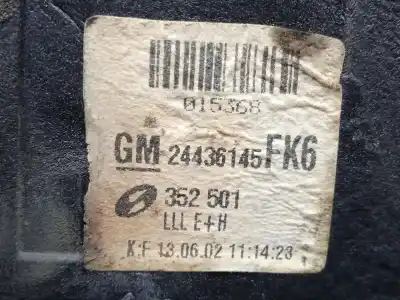 015368
GM 24436145 FK6
352 501
LLL E+H
K:F 13.06.02 11:14:23